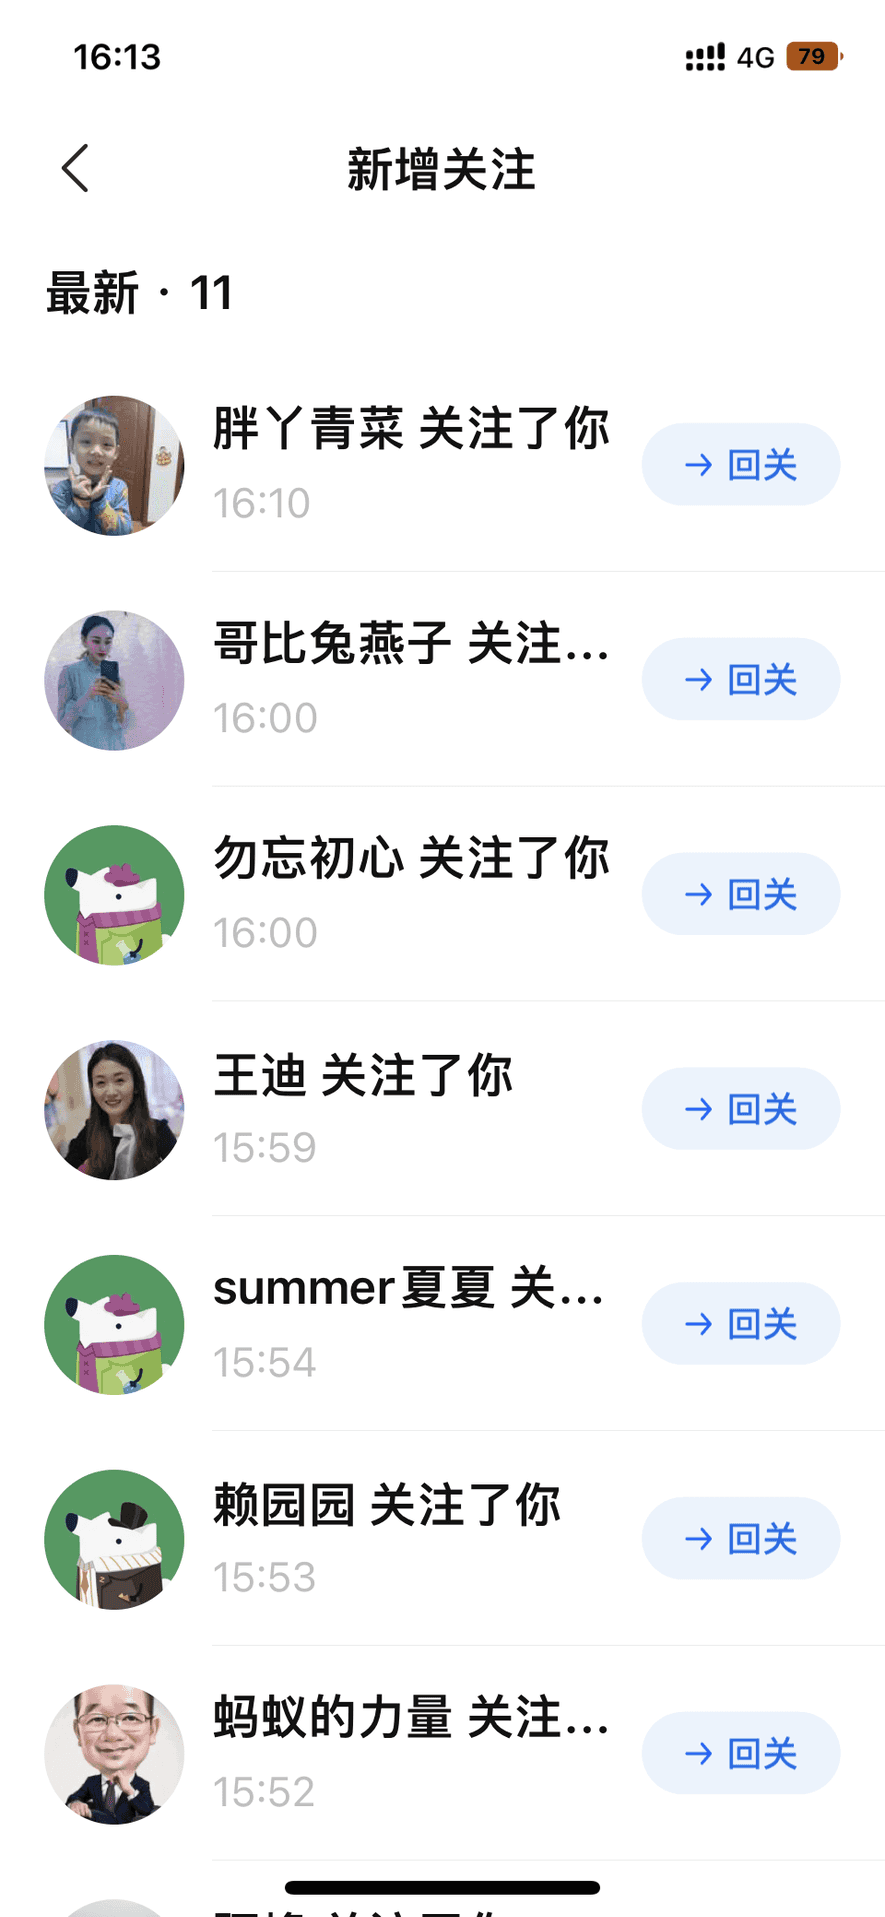 16:13
4G 79
新增关注
最新 · 11
胖丫青菜 关注了你
16:10
→ 回关
哥比兔燕子 关注...
16:00
→ 回关
勿忘初心 关注了你
16:00
→ 回关
王迪 关注了你
15:59
→ 回关
summer夏夏 关...
15:54
→ 回关
赖园园 关注了你
15:53
→ 回关
蚂蚁的力量 关注...
15:52
→ 回关